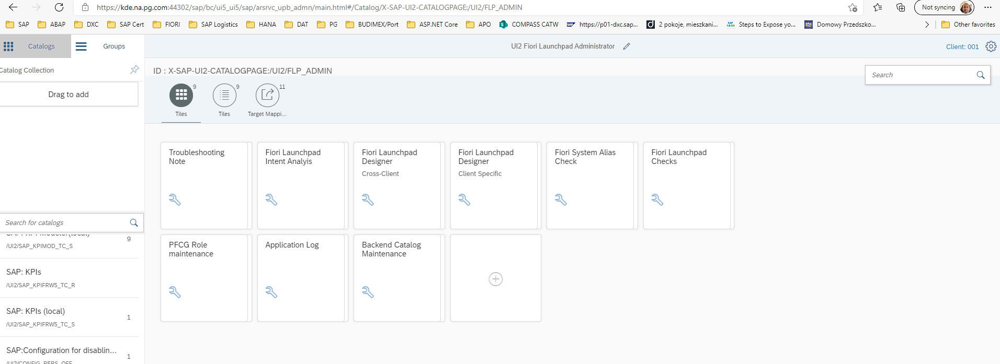 https://kde.na.pg.com:44302/sap/bc/ui5_ui5/sap/arsrvc_upb_admn/main.html#/Catalog/X-SAP-UI2-CATALOGPAGE:/UI2/FLP_ADMIN
Not syncing
SAP ABAP DXC SAP Cert FIORI SAP Logistics HANA DAT PG BUDIMEX/Port ASP.NET Core APO COMPASS CATW https://p01-dxc.sap... 2 pokoje, mieszkani... Steps to Expose yo... Domowy Przedszko... Other favorites
Catalogs
Groups
UI2 Fiori Launchpad Administrator
Client: 001
Catalog Collection
ID : X-SAP-UI2-CATALOGPAGE:/UI2/FLP_ADMIN
Search
Drag to add
9
Tiles
9
Tiles
11
Target Mappi...
Troubleshooting
Note
Fiori Launchpad
Intent Analyis
Fiori Launchpad
Designer
Cross-Client
Fiori Launchpad
Designer
Client Specific
Fiori System Alias
Check
Fiori Launchpad
Checks
PFCG Role
maintenance
Application Log
Backend Catalog
Maintenance
Search for catalogs
SAP: KPI Modeler(local)
9
/UI2/SAP_KPIMOD_TC_S
SAP: KPIs
/UI2/SAP_KPIFRW5_TC_R
SAP: KPIs (local)
1
/UI2/SAP_KPIFRW5_TC_S
SAP:Configuration for disablin...
1
/UI2/CONFIG_PERS_OFF